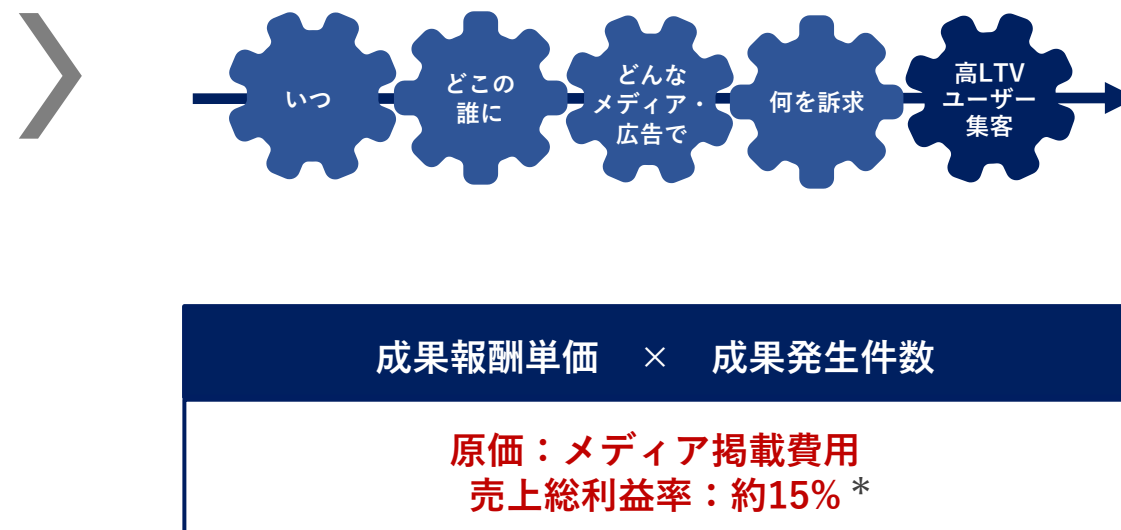 いつ
どこの
誰に
どんな
メディア・
広告で
何を訴求
高LTV
ユーザー
集客
成果報酬単価　×　成果発生件数
原価：メディア掲載費用
売上総利益率：約15%＊